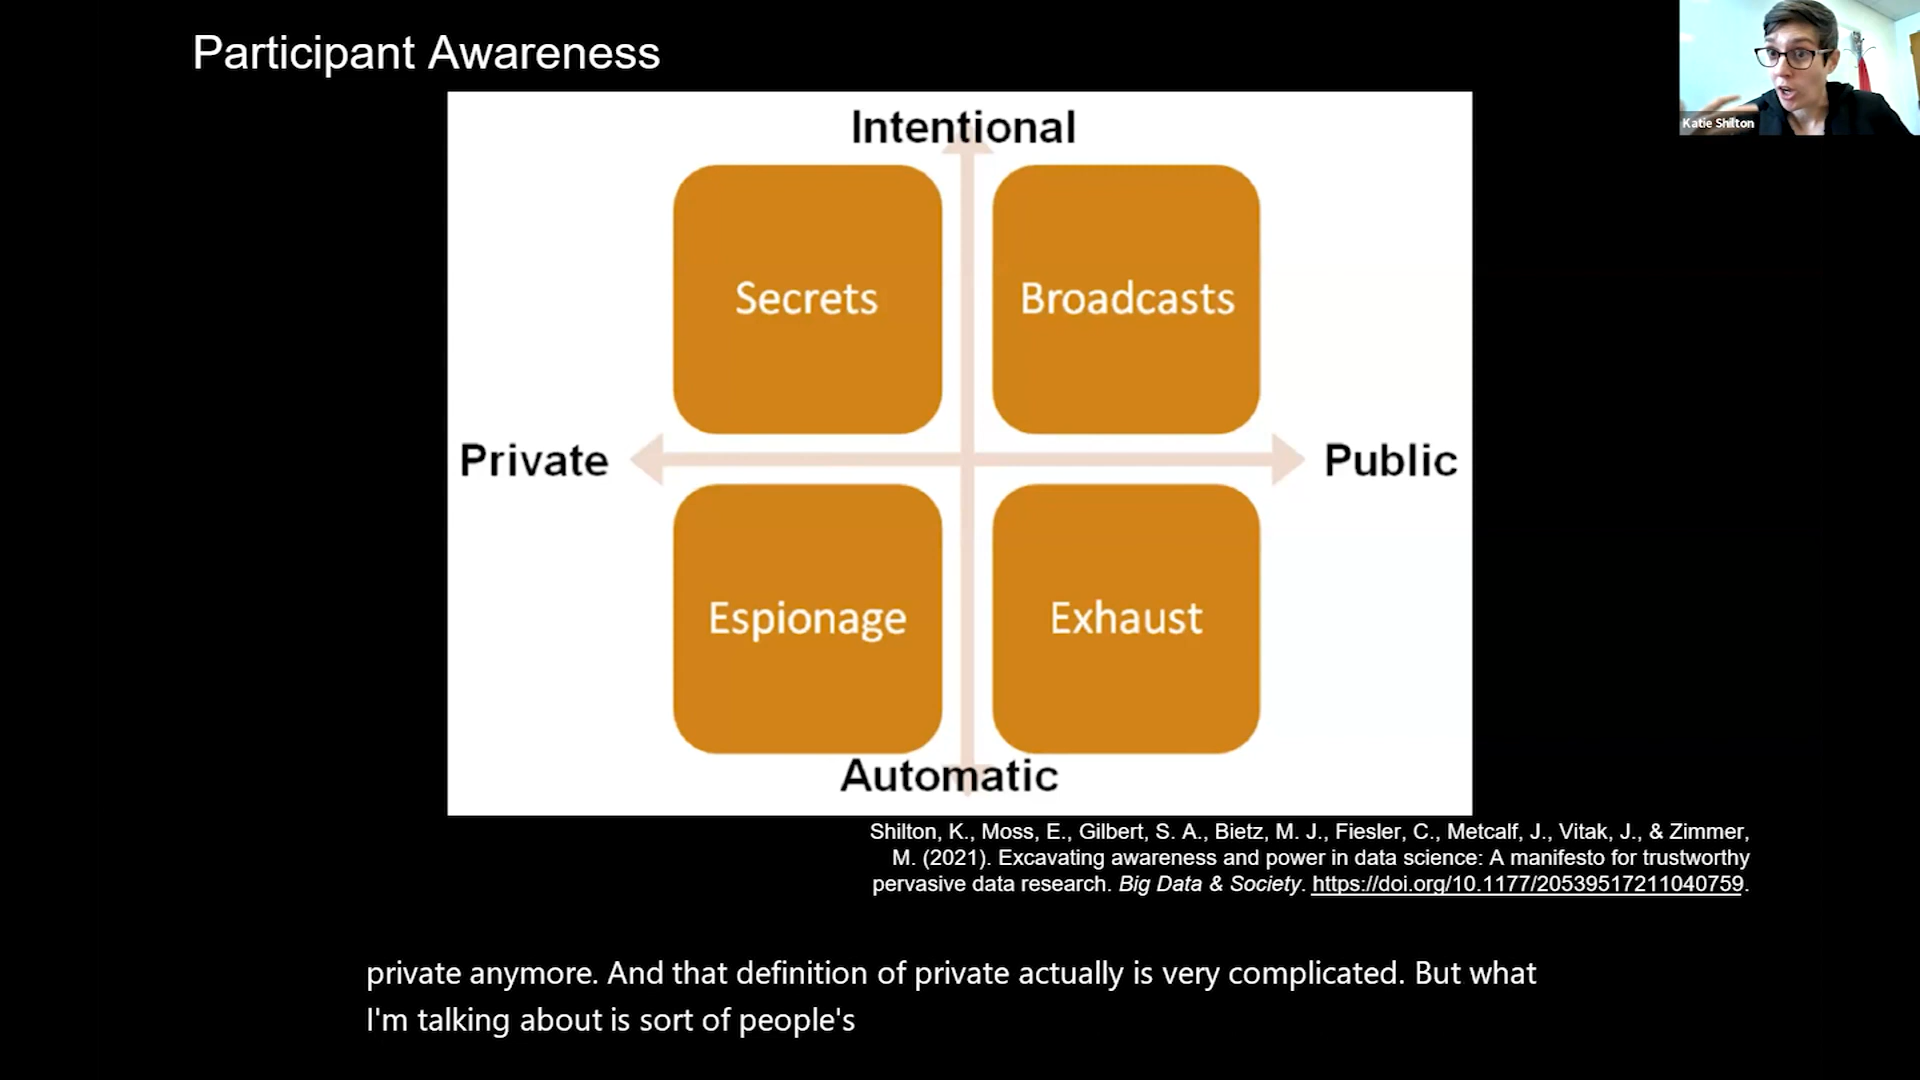 Participant Awareness
Katie Shilton
Intentional
Secrets
Broadcasts
Private
Public
Espionage
Exhaust
Automatic
Shilton, K., Moss, E., Gilbert, S. A., Bietz, M. J., Fiesler, C., Metcalf, J., Vitak, J., & Zimmer,
M. (2021). Excavating awareness and power in data science: A manifesto for trustworthy
pervasive data research. Big Data & Society. https://doi.org/10.1177/20539517211040759.
private anymore. And that definition of private actually is very complicated. But what
I'm talking about is sort of people's